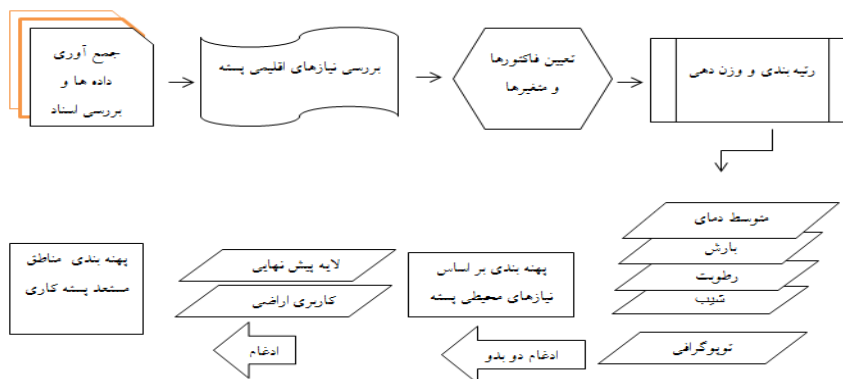 جمع آوری
داده ها و
بررسی اسناد
بررسی نیازهای اقلیمی پسته
تعیین فاکتورها
و متغیرها
رتبه بندی و وزن دهی
متوسط دمای
بارش
رطوبت
شیب
توپوگرافی
ادغام دو بدو
پهنه بندی بر اساس
نیازهای محیطی پسته
لایه پیش نهایی
کاربری اراضی
ادغام
پهنه بندی مناطق
مستعد پسته کاری